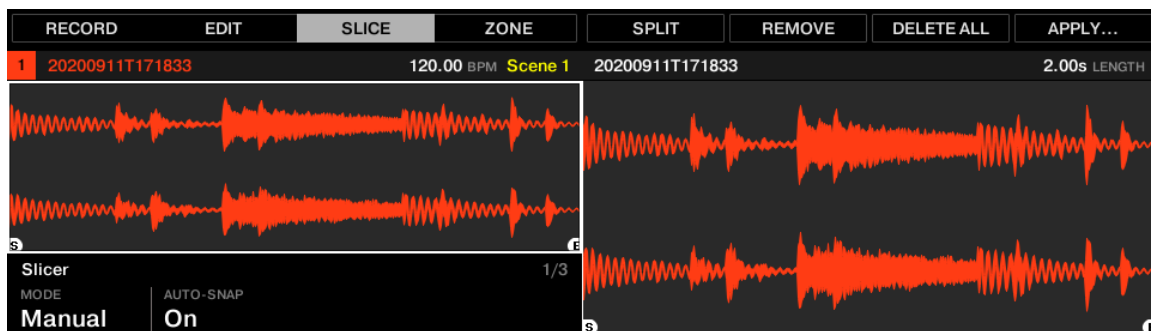 RECORD EDIT SLICE ZONE SPLIT REMOVE DELETE ALL APPLY...
1 20200911T171833 120.00 BPM Scene 1 20200911T171833 2.00s LENGTH
S E
Slicer 1/3
MODE AUTO-SNAP
Manual On
S